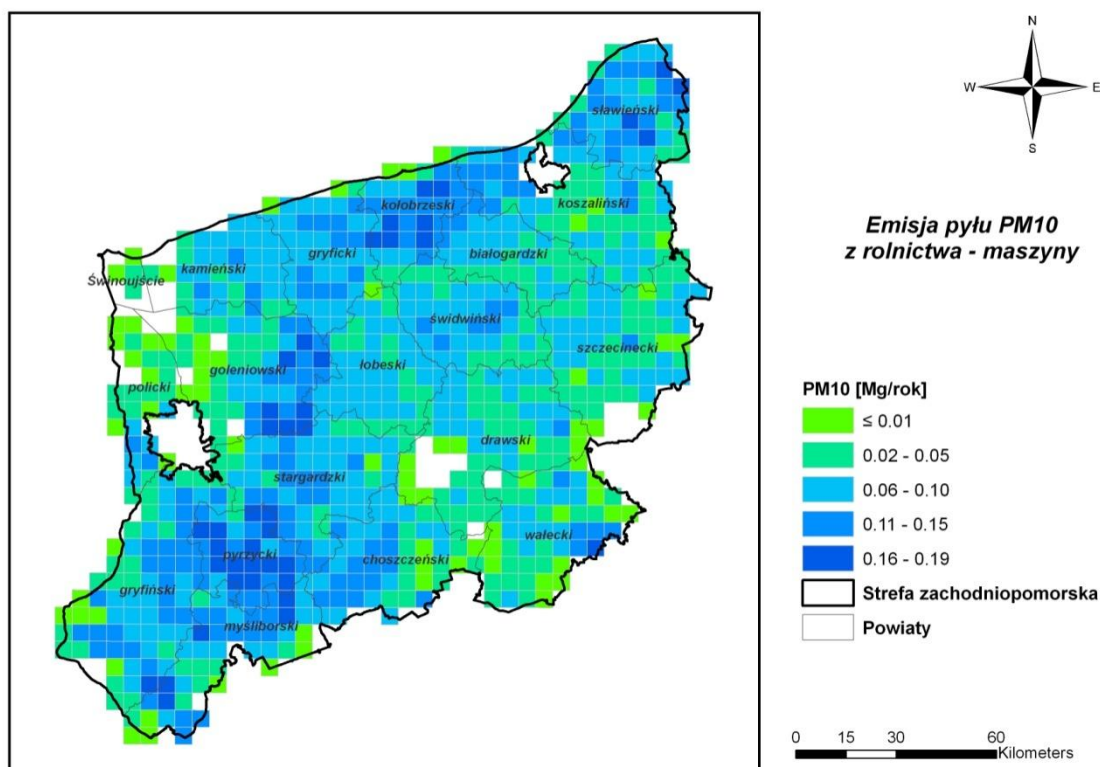 sławieński
koszaliński
kołobrzeski
białogardzki
gryficki
kamieński
Świnoujście
świdwiński
szczecinecki
łobeski
goleniowski
policki
drawski
stargardzki
wałecki
choszczeński
pyrzycki
gryfiński
myśliborski
N
W E
S
Emisja pyłu PM10
z rolnictwa - maszyny
PM10 [Mg/rok]
≤ 0.01
0.02 - 0.05
0.06 - 0.10
0.11 - 0.15
0.16 - 0.19
Strefa zachodniopomorska
Powiaty
0 15 30 60
Kilometers